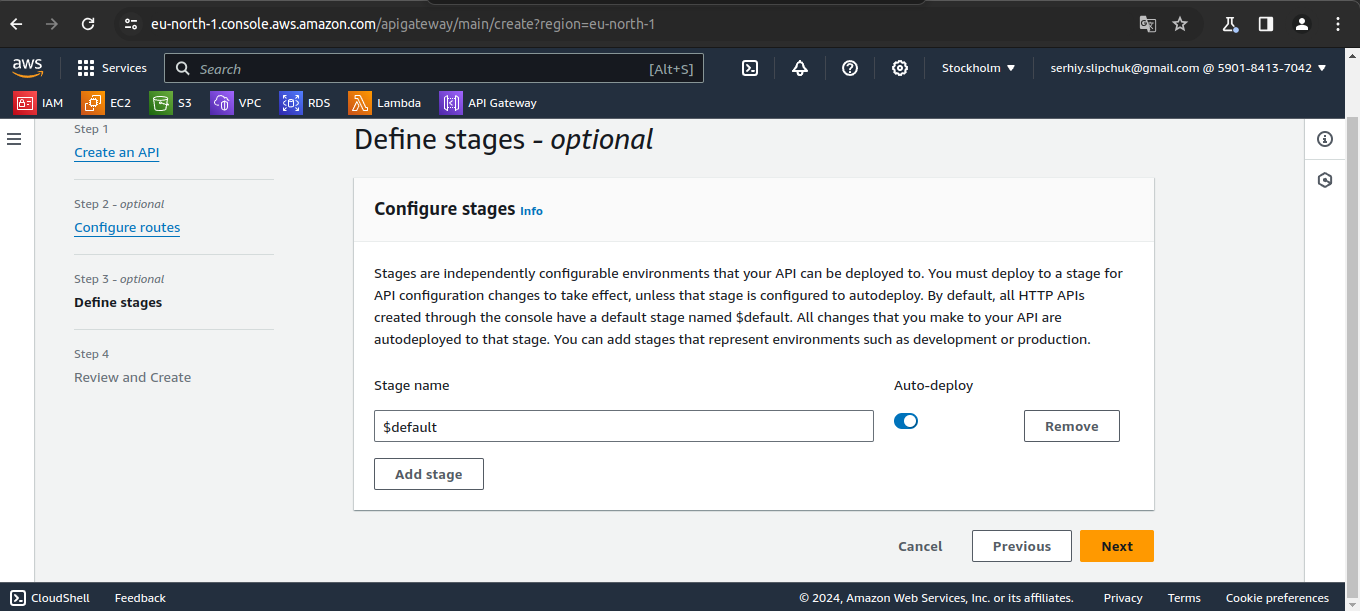 eu-north-1.console.aws.amazon.com/apigateway/main/create?region=eu-north-1
aws
Services
Search
[Alt+S]
Stockholm
serhiy.slipchuk@gmail.com @ 5901-8413-7042
IAM
EC2
S3
VPC
RDS
Lambda
API Gateway
Step 1
Create an API
Step 2 - optional
Configure routes
Step 3 - optional
Define stages
Step 4
Review and Create
Define stages - optional
Configure stages Info
Stages are independently configurable environments that your API can be deployed to. You must deploy to a stage for
API configuration changes to take effect, unless that stage is configured to autodeploy. By default, all HTTP APIs
created through the console have a default stage named $default. All changes that you make to your API are
autodeployed to that stage. You can add stages that represent environments such as development or production.
Stage name
Auto-deploy
$default
Remove
Add stage
Cancel
Previous
Next
CloudShell
Feedback
© 2024, Amazon Web Services, Inc. or its affiliates.
Privacy
Terms
Cookie preferences